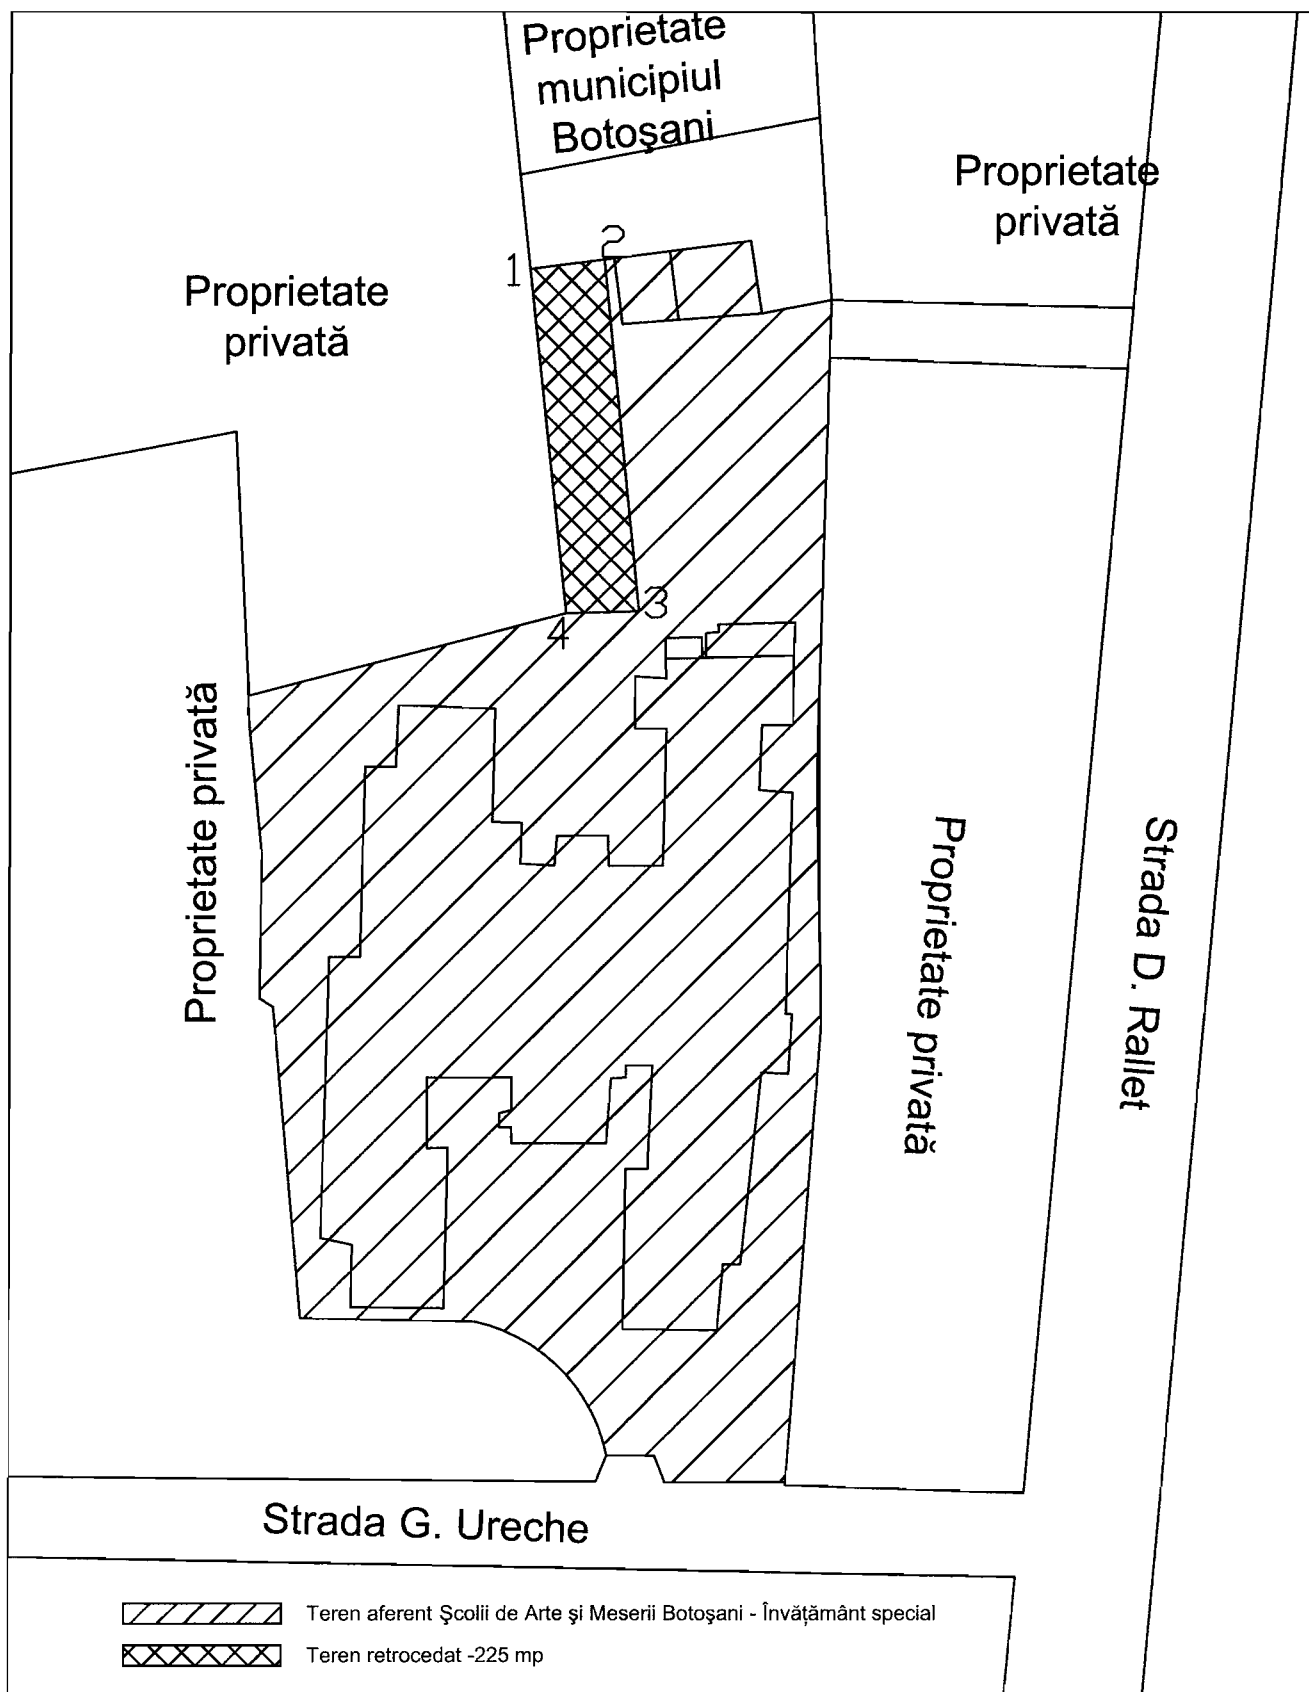 Proprietate
municipiul
Botoşani
Proprietate
privată
2
1
Proprietate
privată
3
4
Proprietate privată
Proprietate privată
Strada D. Rallet
Strada G. Ureche
Teren aferent Şcolii de Arte şi Meserii Botoşani - Învăţământ special
Teren retrocedat -225 mp